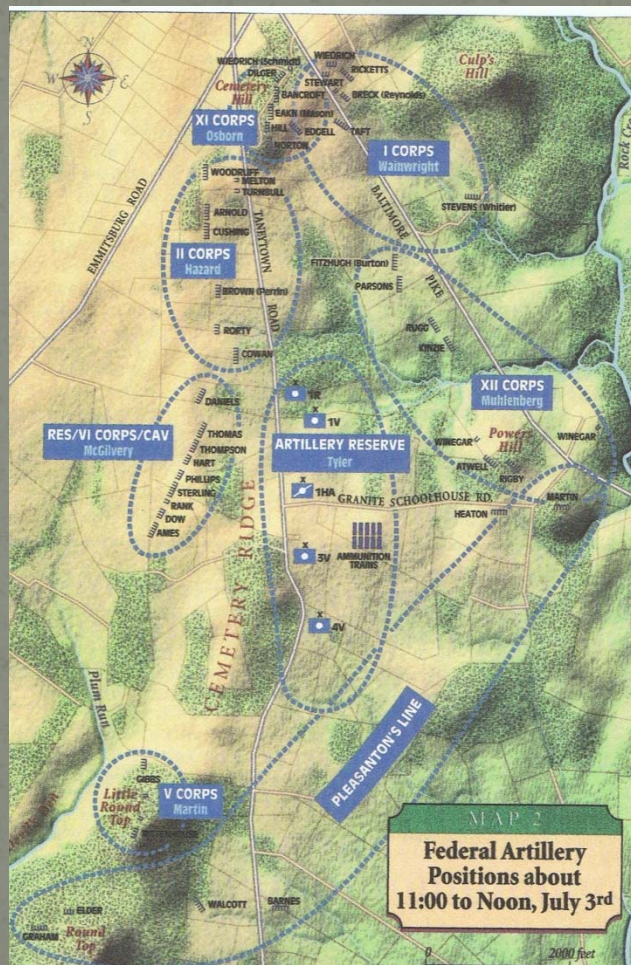 N
W
E
S
WIEDRICH (Schmidt)
DILGER
Cemetery
Hill
WIEDRICH
RICKETTS
STEWART
BANCROFT
BRECK (Reynolds)
EAKN (Mason)
HILL
EDGELL
TAFT
NORTON
Culp's
Hill
Rock Cr.
XI CORPS
Osborn
I CORPS
Wainwright
STEVENS (Whitier)
EMMITSBURG ROAD
TANEYTOWN
ROAD
BALTIMORE
PIKE
WOODRUFF
MELTON
TURNBULL
ARNOLD
CUSHING
II CORPS
Hazard
BROWN (Perrin)
RORTY
COWAN
FITZHUGH (Burton)
PARSONS
RUGG
KINZIE
XII CORPS
Muhlenberg
Powers
Hill
WINEGAR
WINEGAR
ATWELL
RIGBY
MARTIN
HEATON
DANIELS
RES/VI CORPS/CAV
McGilvery
THOMAS
THOMPSON
HART
PHILLIPS
STERLING
RANK
DOW
AMES
X
1R
X
1V
ARTILLERY RESERVE
Tyler
X
1HA
GRANITE SCHOOLHOUSE RD.
X
3V
AMMUNITION
TRAINS
X
4V
CEMETERY RIDGE
Plum Run
PLEASANTON'S LINE
GIBBS
Little
Round
Top
V CORPS
Martin
WALCOTT
BARNES
ELDER
GRAHAM
Round
Top
MAP 2
Federal Artillery
Positions about
11:00 to Noon, July 3rd
0
2000 feet